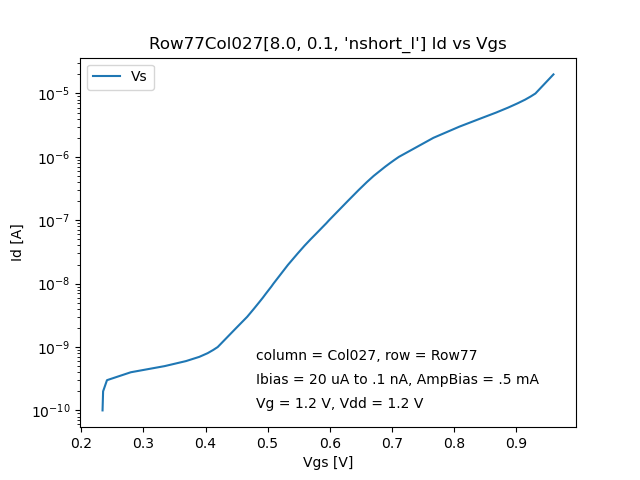 Row77Col027[8.0, 0.1, 'nshort_l'] Id vs Vgs
Vs
10⁻⁵
10⁻⁶
10⁻⁷
10⁻⁸
10⁻⁹
10⁻¹⁰
Id [A]
column = Col027, row = Row77
Ibias = 20 uA to .1 nA, AmpBias = .5 mA
Vg = 1.2 V, Vdd = 1.2 V
0.2 0.3 0.4 0.5 0.6 0.7 0.8 0.9
Vgs [V]